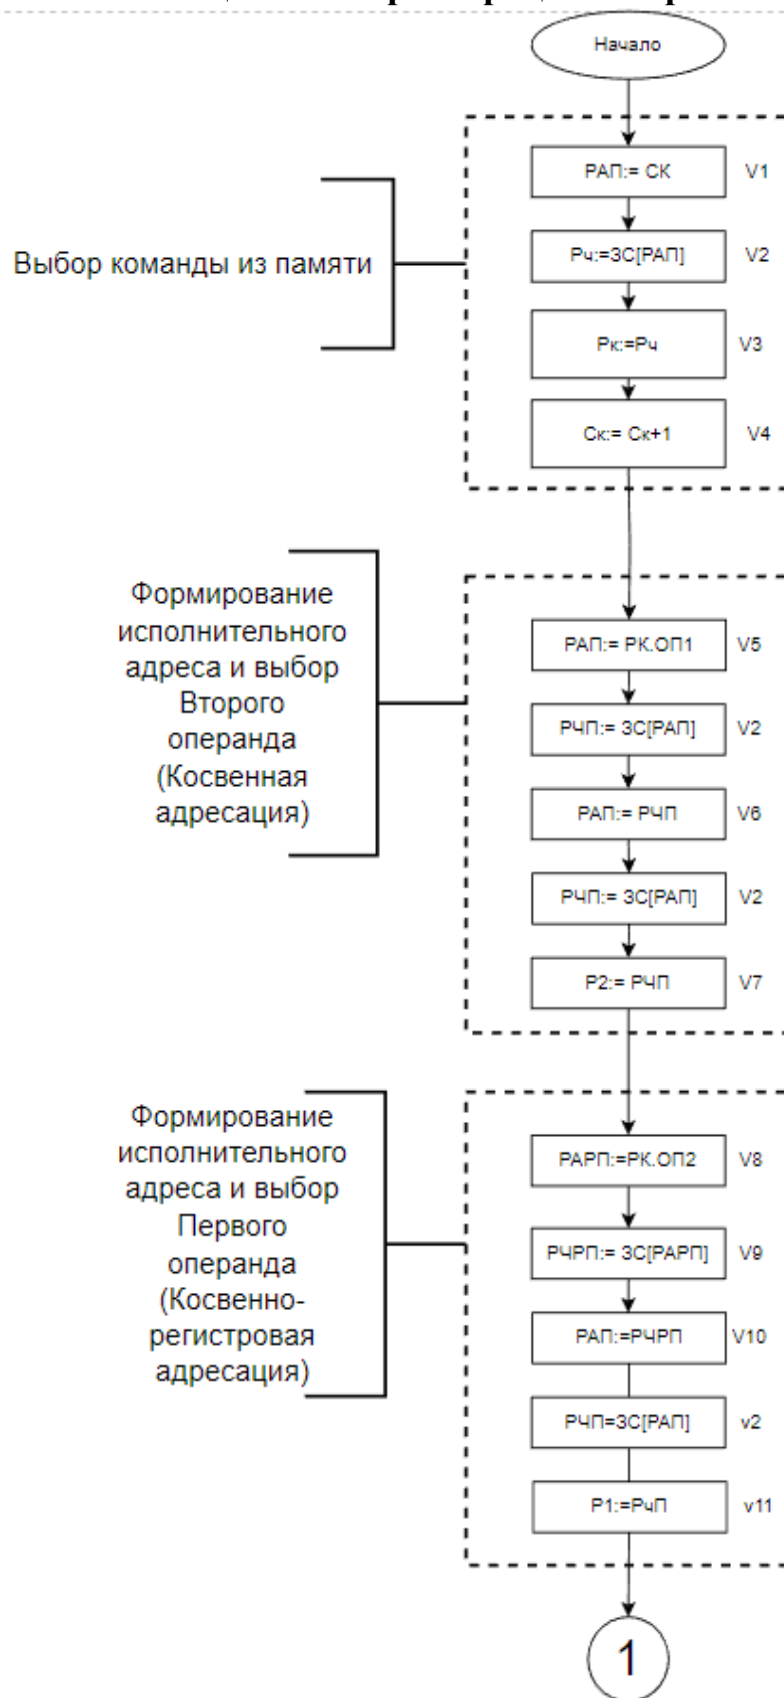 Начало
Выбор команды из памяти
РАП:= СК V1
Рч:=ЗС[РАП] V2
Рк:=Рч V3
Ск:= Ск+1 V4
Формирование
исполнительного
адреса и выбор
Второго
операнда
(Косвенная
адресация)
РАП:= РК.ОП1 V5
РЧП:= ЗС[РАП] V2
РАП:= РЧП V6
РЧП:= ЗС[РАП] V2
Р2:= РЧП V7
Формирование
исполнительного
адреса и выбор
Первого
операнда
(Косвенно-
регистровая
адресация)
РАРП:=РК.ОП2 V8
РЧРП:= ЗС[РАРП] V9
РАП:=РЧРП V10
РЧП=ЗС[РАП] v2
Р1:=РчП v11
1